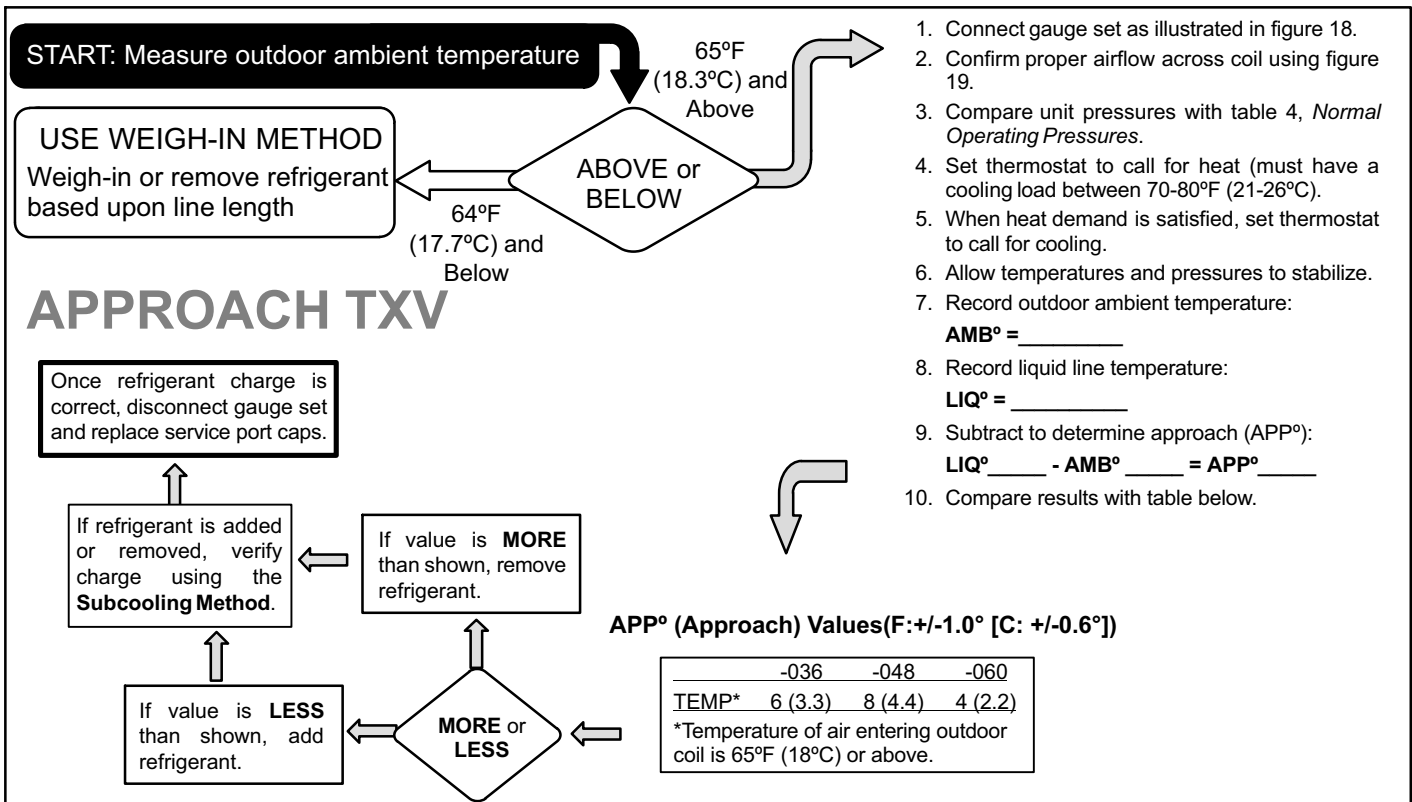 START: Measure outdoor ambient temperature
65ºF
(18.3ºC) and
Above
ABOVE or
BELOW
64ºF
(17.7ºC) and
Below
USE WEIGH-IN METHOD
Weigh-in or remove refrigerant
based upon line length
1. Connect gauge set as illustrated in figure 18.
2. Confirm proper airflow across coil using figure
19.
3. Compare unit pressures with table 4, Normal
Operating Pressures.
4. Set thermostat to call for heat (must have a
cooling load between 70-80ºF (21-26ºC).
5. When heat demand is satisfied, set thermostat
to call for cooling.
6. Allow temperatures and pressures to stabilize.
7. Record outdoor ambient temperature:
AMBº =_________
8. Record liquid line temperature:
LIQº = __________
9. Subtract to determine approach (APPº):
LIQº_____ - AMBº _____ = APPº_____
10. Compare results with table below.
APPROACH TXV
Once refrigerant charge is
correct, disconnect gauge set
and replace service port caps.
If refrigerant is added
or removed, verify
charge using the
Subcooling Method.
If value is MORE
than shown, remove
refrigerant.
If value is LESS
than shown, add
refrigerant.
MORE or
LESS
APPº (Approach) Values(F:+/-1.0° [C: +/-0.6°])
-036 -048 -060
TEMP* 6 (3.3) 8 (4.4) 4 (2.2)
*Temperature of air entering outdoor
coil is 65ºF (18ºC) or above.